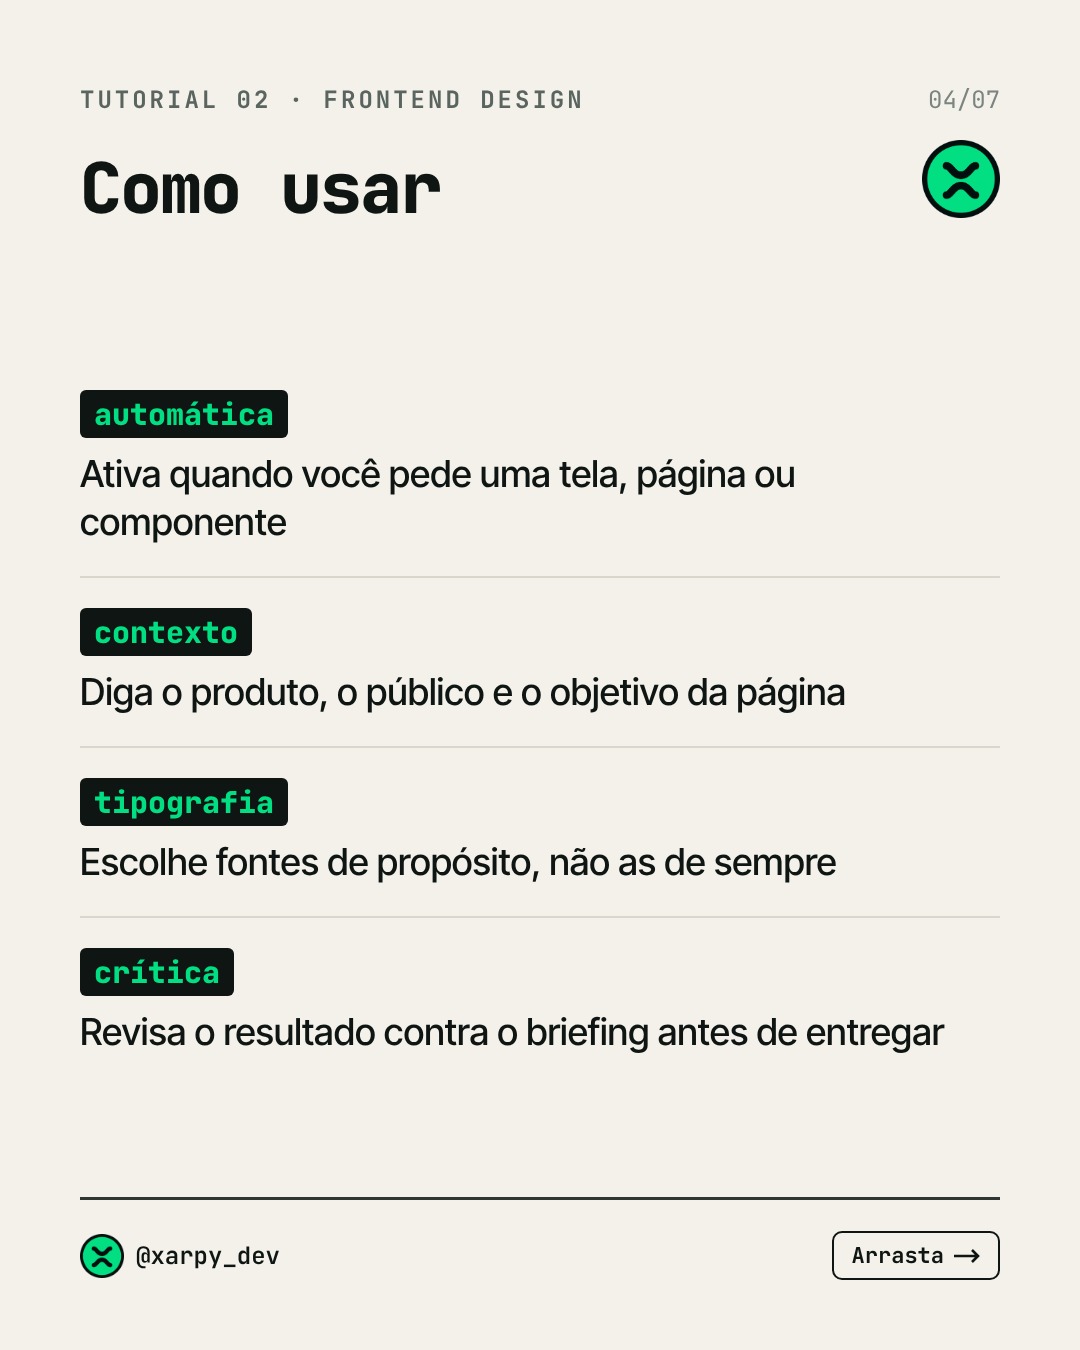 TUTORIAL 02 · FRONTEND DESIGN
04/07
Como usar
automática
Ativa quando você pede uma tela, página ou
componente
contexto
Diga o produto, o público e o objetivo da página
tipografia
Escolhe fontes de propósito, não as de sempre
crítica
Revisa o resultado contra o briefing antes de entregar
@xarpy_dev
Arrasta →